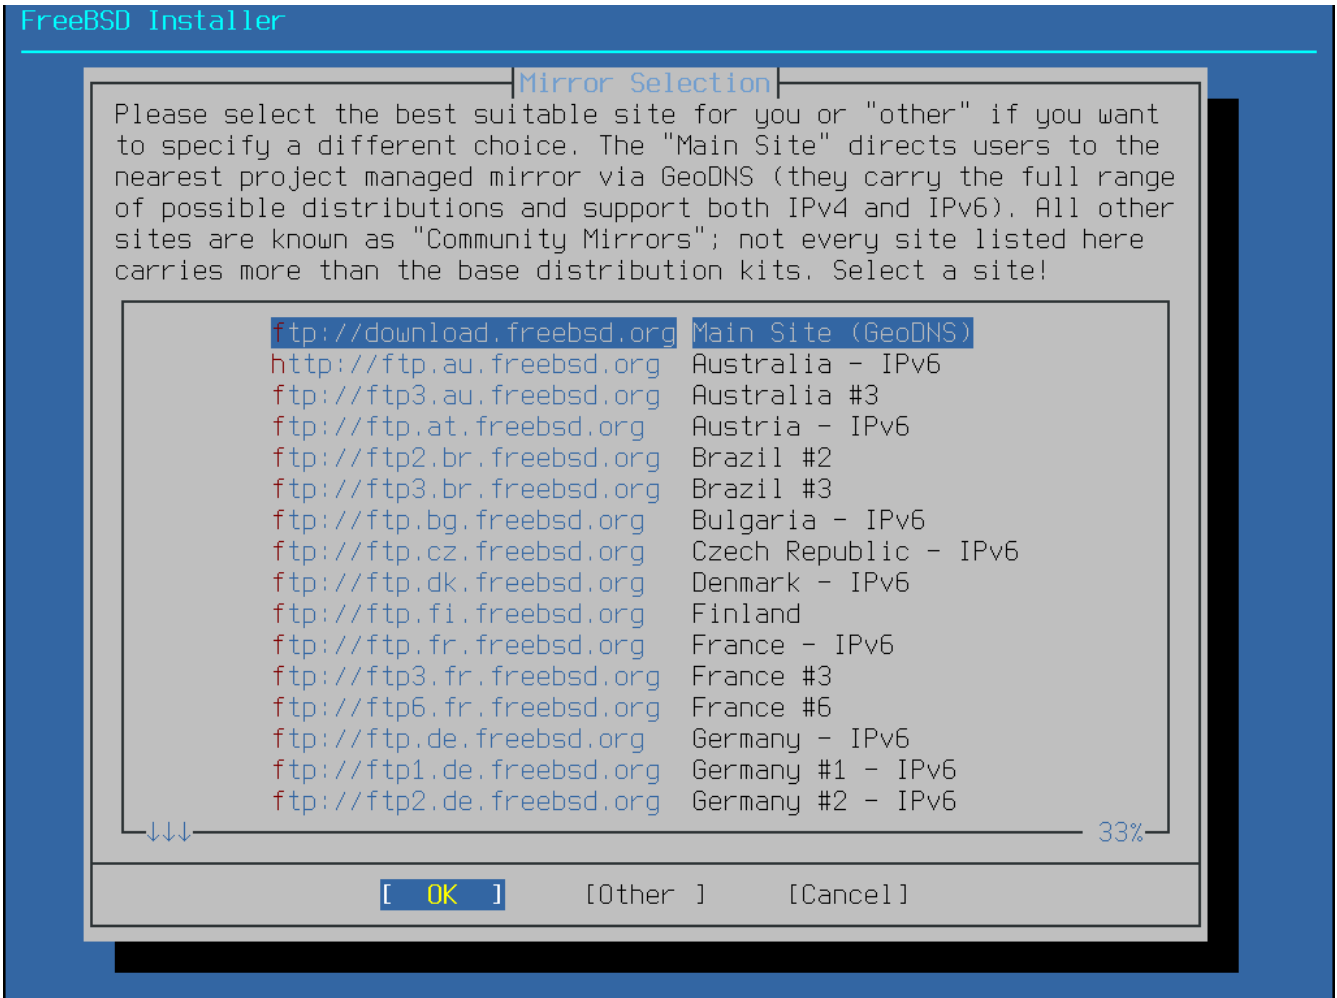 FreeBSD Installer
Mirror Selection
Please select the best suitable site for you or "other" if you want
to specify a different choice. The "Main Site" directs users to the
nearest project managed mirror via GeoDNS (they carry the full range
of possible distributions and support both IPv4 and IPv6). All other
sites are known as "Community Mirrors"; not every site listed here
carries more than the base distribution kits. Select a site!
ftp://download.freebsd.org Main Site (GeoDNS)
http://ftp.au.freebsd.org Australia - IPv6
ftp://ftp3.au.freebsd.org Australia #3
ftp://ftp.at.freebsd.org Austria - IPv6
ftp://ftp2.br.freebsd.org Brazil #2
ftp://ftp3.br.freebsd.org Brazil #3
ftp://ftp.bg.freebsd.org Bulgaria - IPv6
ftp://ftp.cz.freebsd.org Czech Republic - IPv6
ftp://ftp.dk.freebsd.org Denmark - IPv6
ftp://ftp.fi.freebsd.org Finland
ftp://ftp.fr.freebsd.org France - IPv6
ftp://ftp3.fr.freebsd.org France #3
ftp://ftp6.fr.freebsd.org France #6
ftp://ftp.de.freebsd.org Germany - IPv6
ftp://ftp1.de.freebsd.org Germany #1 - IPv6
ftp://ftp2.de.freebsd.org Germany #2 - IPv6
↓↓↓ 33%
[ OK ] [Other ] [Cancel]